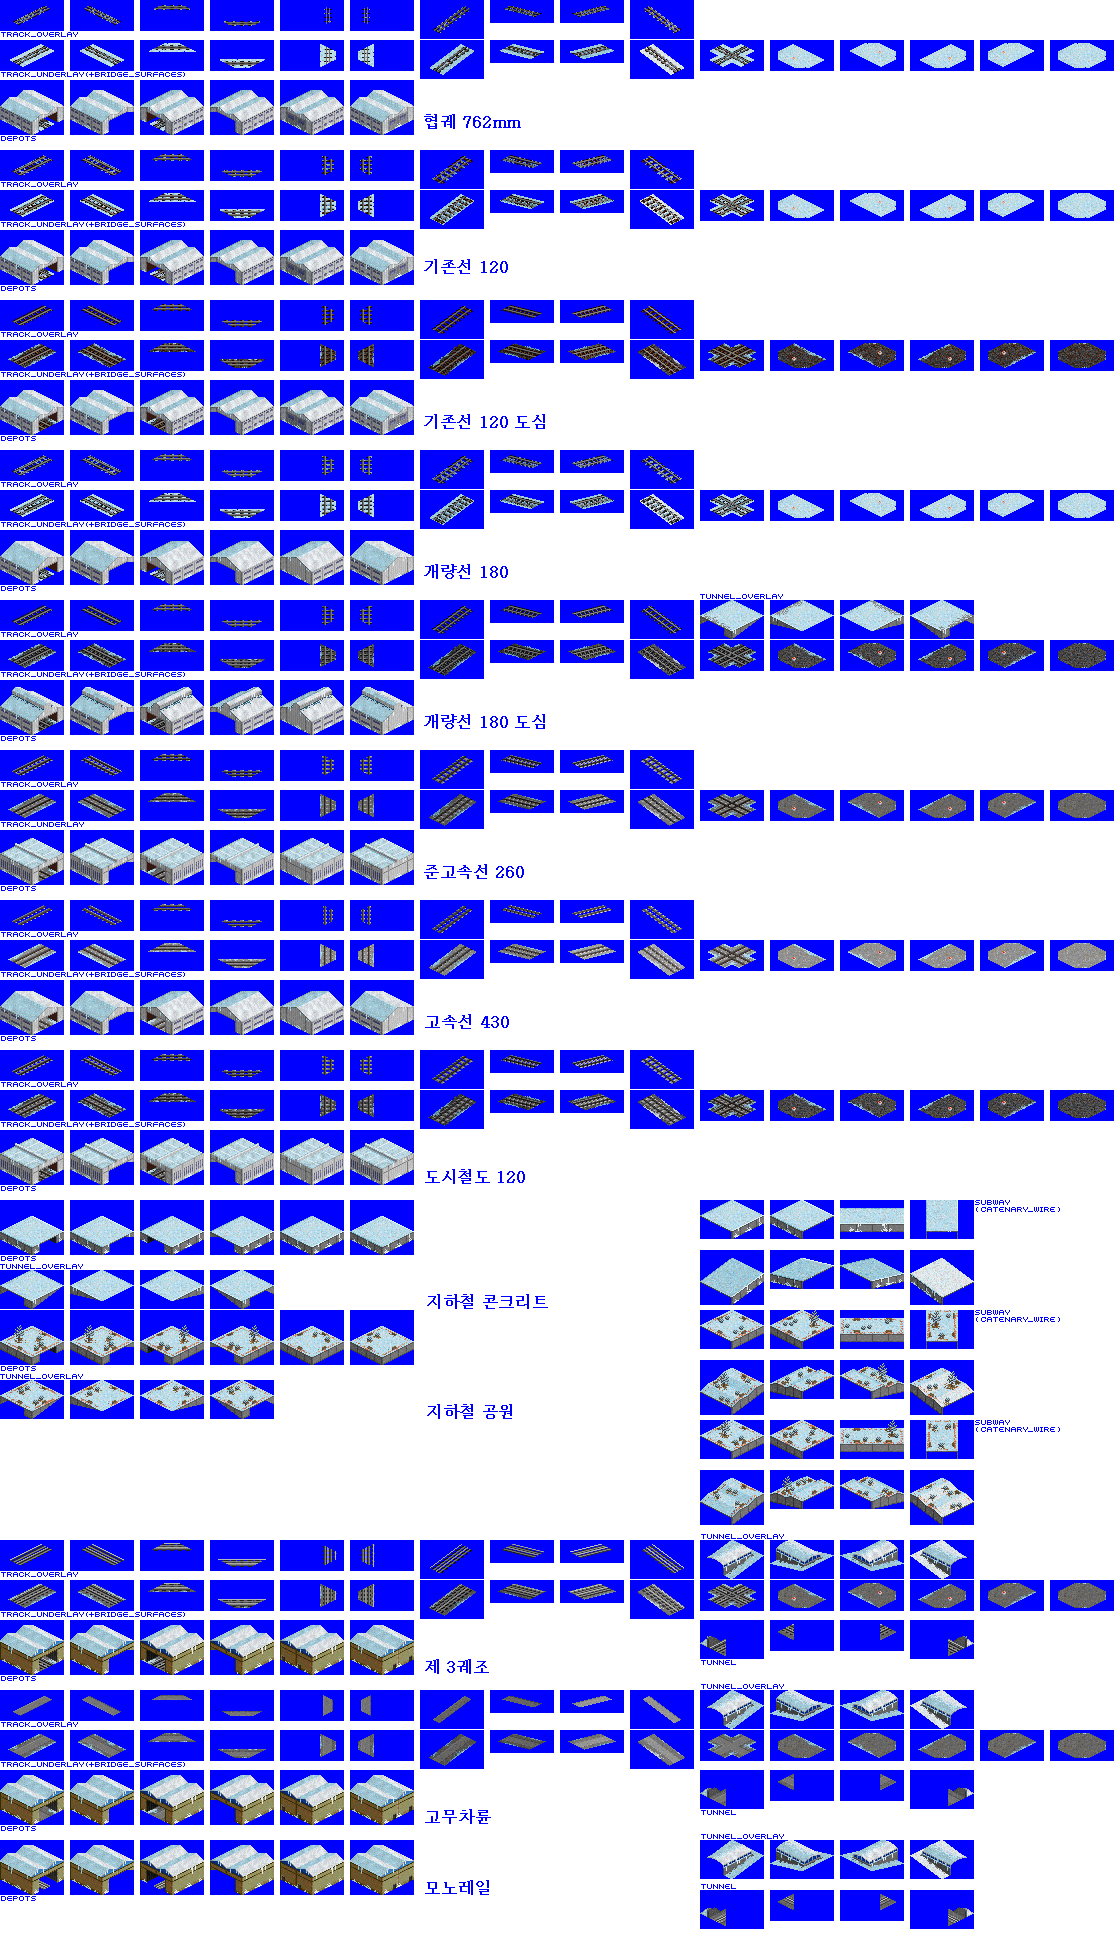 TRACK_OVERLAY
TRACK_UNDERLAY(+BRIDGE_SURFACES)
협궤 762mm
DEPOTS
TRACK_OVERLAY
TRACK_UNDERLAY(+BRIDGE_SURFACES)
기존선 120
DEPOTS
TRACK_OVERLAY
TRACK_UNDERLAY(+BRIDGE_SURFACES)
기존선 120 도심
DEPOTS
TRACK_OVERLAY
TRACK_UNDERLAY(+BRIDGE_SURFACES)
개량선 180
DEPOTS
TUNNEL_OVERLAY
TRACK_OVERLAY
TRACK_UNDERLAY(+BRIDGE_SURFACES)
개량선 180 도심
DEPOTS
TRACK_OVERLAY
TRACK_UNDERLAY
준고속선 260
DEPOTS
TRACK_OVERLAY
TRACK_UNDERLAY(+BRIDGE_SURFACES)
고속선 430
DEPOTS
TRACK_OVERLAY
TRACK_UNDERLAY(+BRIDGE_SURFACES)
도시철도 120
DEPOTS
SUBWAY
(CATENARY_WIRE)
DEPOTS
TUNNEL_OVERLAY
지하철 콘크리트
SUBWAY
(CATENARY_WIRE)
DEPOTS
TUNNEL_OVERLAY
지하철 공원
SUBWAY
(CATENARY_WIRE)
TUNNEL_OVERLAY
TRACK_OVERLAY
TRACK_UNDERLAY(+BRIDGE_SURFACES)
제 3궤조
TUNNEL
DEPOTS
TUNNEL_OVERLAY
TRACK_OVERLAY
TRACK_UNDERLAY(+BRIDGE_SURFACES)
고무차륜
TUNNEL
DEPOTS
TUNNEL_OVERLAY
모노레일
TUNNEL
DEPOTS